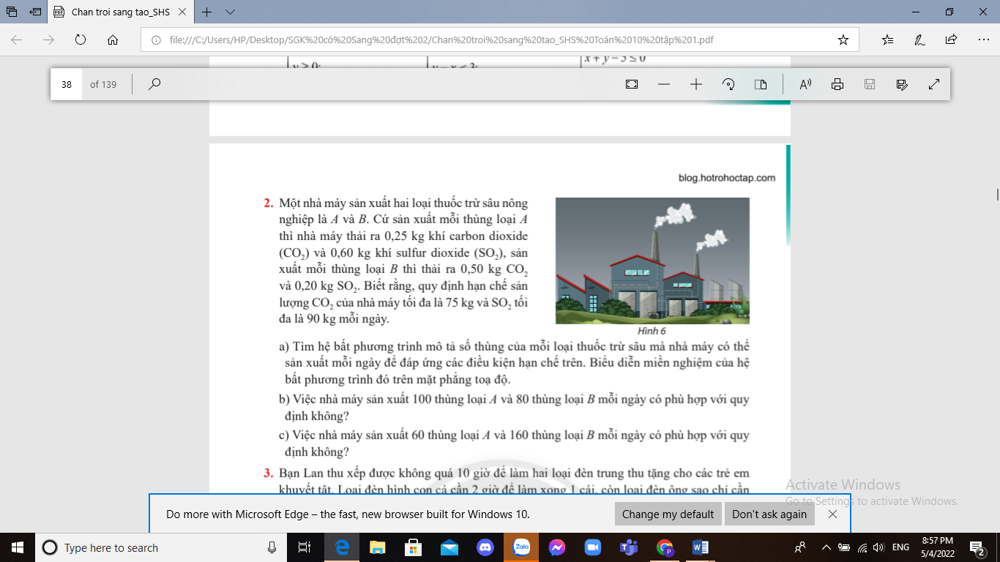 Chan troi sang tao_SHS
file:///C:/Users/HP/Desktop/SGK%20cô%20Sang%20đợt%202/Chan%20troi%20sang%20tao_SHS%20Toán%2010%20tập%201.pdf
x + y – 3 ≤ 0
38 of 139
blog.hotrohoctap.com
2. Một nhà máy sản xuất hai loại thuốc trừ sâu nông
nghiệp là A và B. Cứ sản xuất mỗi thùng loại A
thì nhà máy thải ra 0,25 kg khí carbon dioxide
(CO₂) và 0,60 kg khí sulfur dioxide (SO₂), sản
xuất mỗi thùng loại B thì thải ra 0,50 kg CO₂
và 0,20 kg SO₂. Biết rằng, quy định hạn chế sản
lượng CO₂ của nhà máy tối đa là 75 kg và SO₂ tối
đa là 90 kg mỗi ngày.
Hình 6
a) Tìm hệ bất phương trình mô tả số thùng của mỗi loại thuốc trừ sâu mà nhà máy có thể
sản xuất mỗi ngày để đáp ứng các điều kiện hạn chế trên. Biểu diễn miền nghiệm của hệ
bất phương trình đó trên mặt phẳng toạ độ.
b) Việc nhà máy sản xuất 100 thùng loại A và 80 thùng loại B mỗi ngày có phù hợp với quy
định không?
c) Việc nhà máy sản xuất 60 thùng loại A và 160 thùng loại B mỗi ngày có phù hợp với quy
định không?
3. Bạn Lan thu xếp được không quá 10 giờ để làm hai loại đèn trung thu tặng cho các trẻ em
khuyết tật. Loại đèn hình con cá cần 2 giờ để làm xong 1 cái, còn loại đèn ông sao chỉ cần
Activate Windows
Go to Settings to activate Windows.
Do more with Microsoft Edge – the fast, new browser built for Windows 10.
Change my default
Don't ask again
Type here to search
Zalo
ENG
8:57 PM
5/4/2022
2